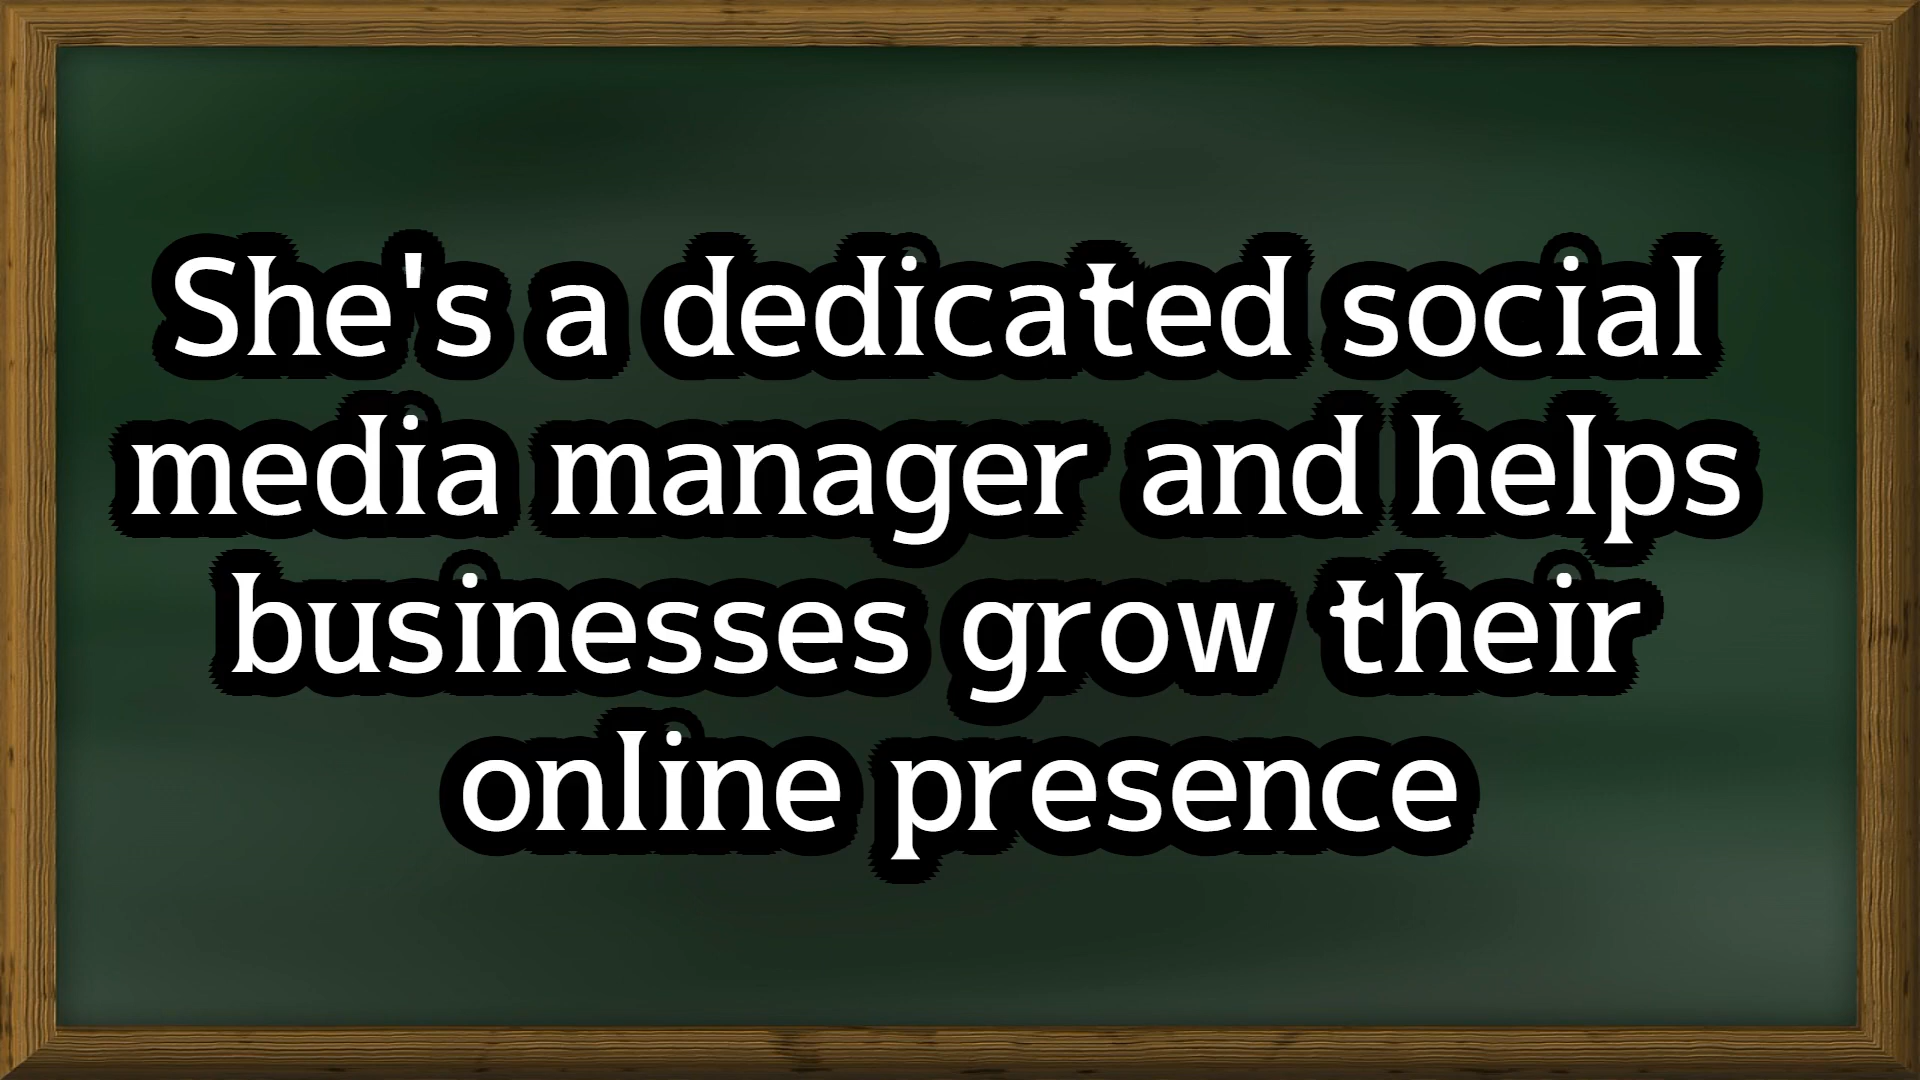 She's a dedicated social
media manager and helps
businesses grow their
online presence